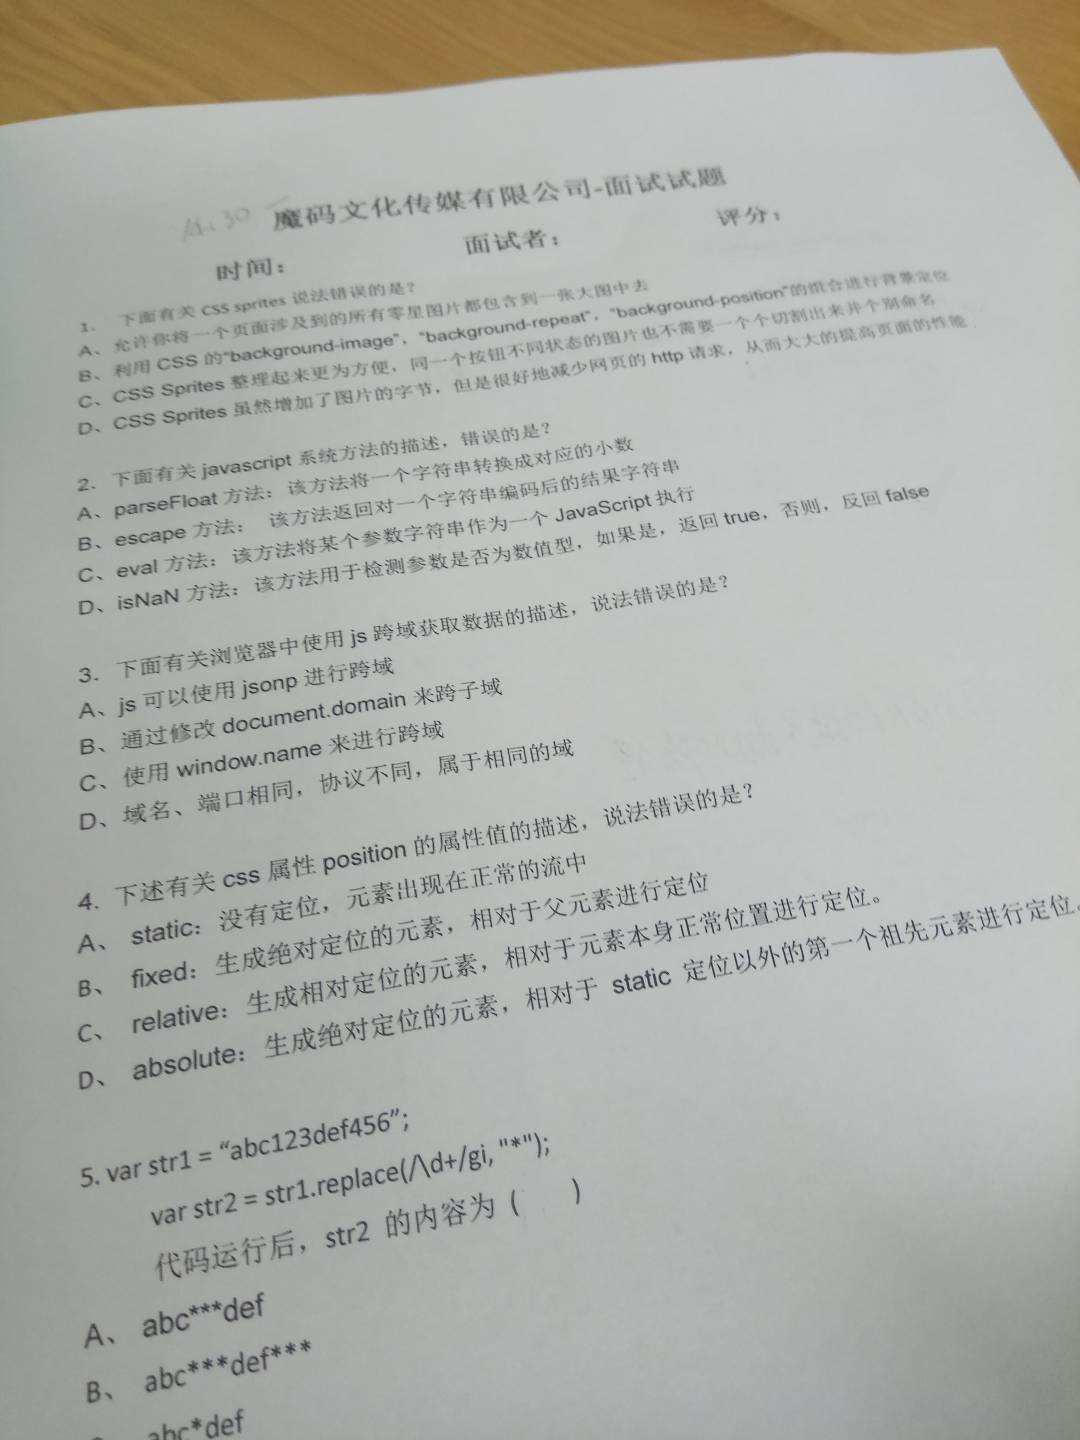 魔码文化传媒有限公司-面试试题
时间： 面试者： 评分：
1. 下面有关 CSS sprites 说法错误的是？
A、允许你将一个页面涉及到的所有零星图片都包含到一张大图中去
B、利用 CSS 的“background-image”，“background-repeat”，“background-position”的组合进行背景定位
C、CSS Sprites 整理起来更为方便，同一个按钮不同状态的图片也不需要一个个切割出来并个别命名
D、CSS Sprites 虽然增加了图片的字节，但是很好地减少网页的 http 请求，从而大大的提高页面的性能
2. 下面有关 javascript 系统方法的描述，错误的是？
A、parseFloat 方法：该方法将一个字符串转换成对应的小数
B、escape 方法： 该方法返回对一个字符串编码后的结果字符串
C、eval 方法：该方法将某个参数字符串作为一个 JavaScript 执行
D、isNaN 方法：该方法用于检测参数是否为数值型，如果是，返回 true，否则，反回 false
3. 下面有关浏览器中使用 js 跨域获取数据的描述，说法错误的是？
A、js 可以使用 jsonp 进行跨域
B、通过修改 document.domain 来跨子域
C、使用 window.name 来进行跨域
D、域名、端口相同，协议不同，属于相同的域
4. 下述有关 css 属性 position 的属性值的描述，说法错误的是？
A、 static：没有定位，元素出现在正常的流中
B、 fixed：生成绝对定位的元素，相对于父元素进行定位
C、 relative：生成相对定位的元素，相对于元素本身正常位置进行定位。
D、 absolute：生成绝对定位的元素，相对于 static 定位以外的第一个祖先元素进行定位。
5. var str1 = “abc123def456”;
var str2 = str1.replace(/\d+/gi, "*");
代码运行后，str2 的内容为（ ）
A、 abc***def
B、 abc***def***
abc*def